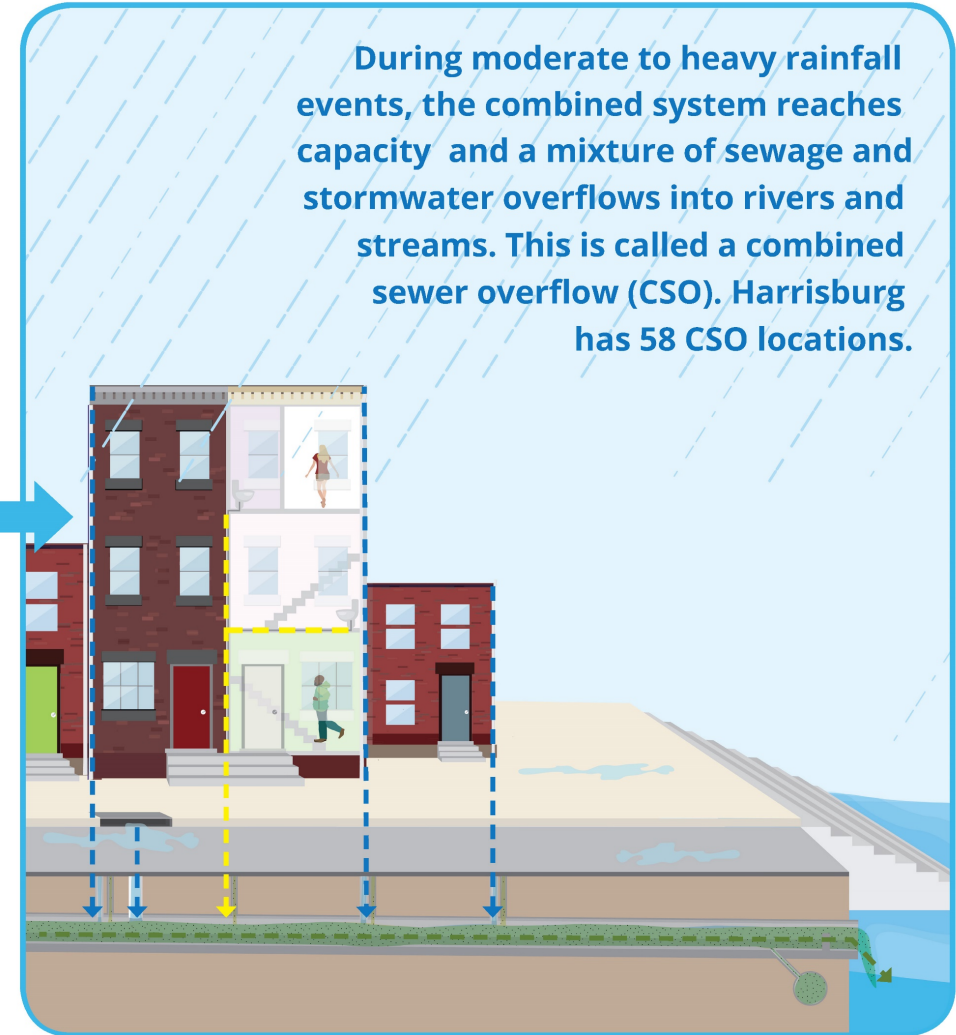 During moderate to heavy rainfall
events, the combined system reaches
capacity and a mixture of sewage and
stormwater overflows into rivers and
streams. This is called a combined
sewer overflow (CSO). Harrisburg
has 58 CSO locations.